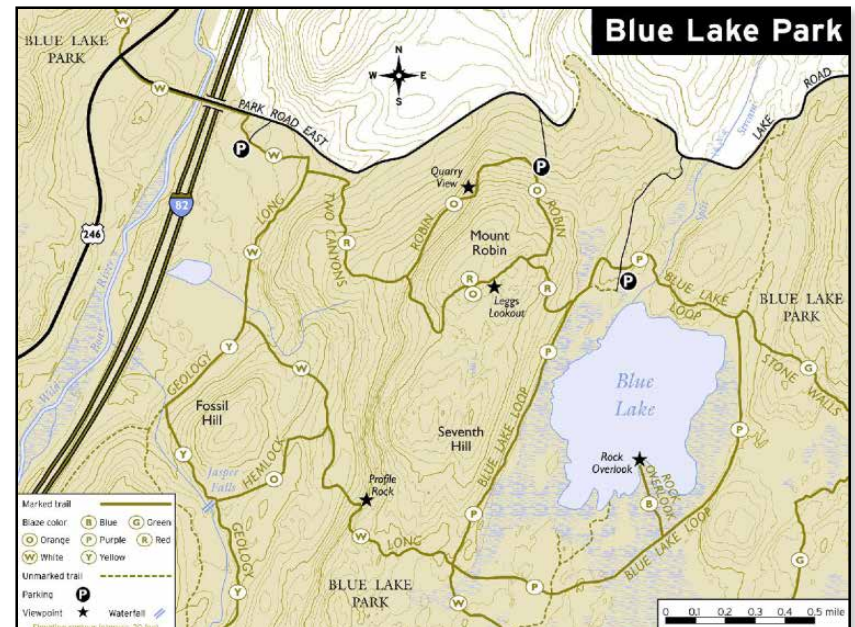 Blue Lake Park
BLUE LAKE
PARK
N
W E
S
W
W
PARK ROAD EAST
P
W
LONG
W
82
246
Wild River
TWO CANYONS
R
Quarry
View
O
ROBIN
P
O
ROBIN
Mount
Robin
R
O
Leggs
Lookout
R
Stream
LAKE ROAD
P
P
BLUE LAKE
LOOP
BLUE LAKE
PARK
STONE WALLS
G
P
Blue
Lake
Y
GEOLOGY
W
Fossil
Hill
Y
HEMLOCK
O
Jasper
Falls
GEOLOGY
Y
Profile
Rock
W
LONG
Seventh
Hill
BLUE LAKE LOOP
P
P
Rock
Overlook
ROCK
OVERLOOK
B
BLUE LAKE LOOP
P
W
G
BLUE LAKE
PARK
Marked trail
Blaze color B Blue G Green
O Orange P Purple R Red
W White Y Yellow
Unmarked trail
Parking P
Viewpoint Waterfall
0 0.1 0.2 0.3 0.4 0.5 mile